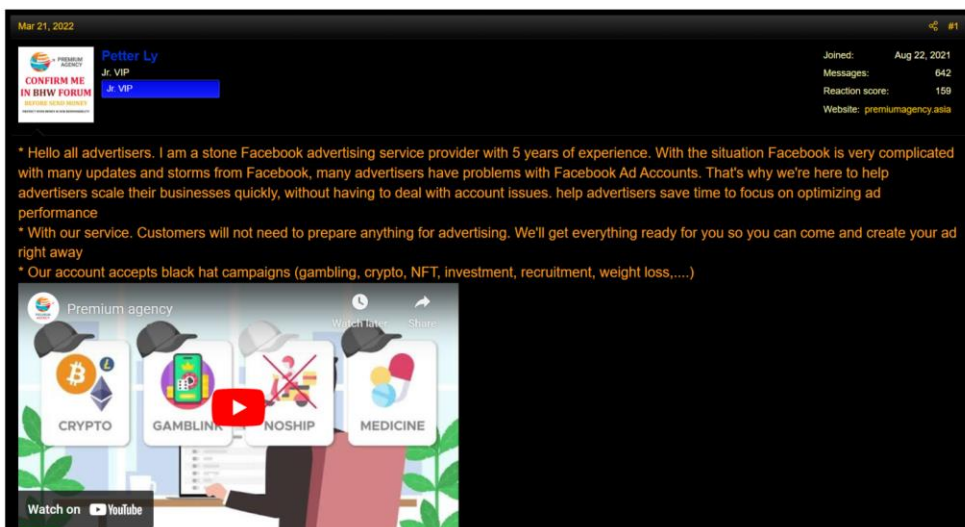 Mar 21, 2022
#1
PREMIUM
AGENCY
CONFIRM ME
IN BHW FORUM
BEFORE SEND MONEY
Petter Ly
Jr. VIP
Jr. VIP
Joined: Aug 22, 2021
Messages: 642
Reaction score: 159
Website: premiumagency.asia
* Hello all advertisers. I am a stone Facebook advertising service provider with 5 years of experience. With the situation Facebook is very complicated
with many updates and storms from Facebook, many advertisers have problems with Facebook Ad Accounts. That's why we're here to help
advertisers scale their businesses quickly, without having to deal with account issues. help advertisers save time to focus on optimizing ad
performance
* With our service. Customers will not need to prepare anything for advertising. We'll get everything ready for you so you can come and create your ad
right away
* Our account accepts black hat campaigns (gambling, crypto, NFT, investment, recruitment, weight loss,....)
Premium agency
Watch later
Share
CRYPTO
GAMBLINK
NOSHIP
MEDICINE
Watch on YouTube